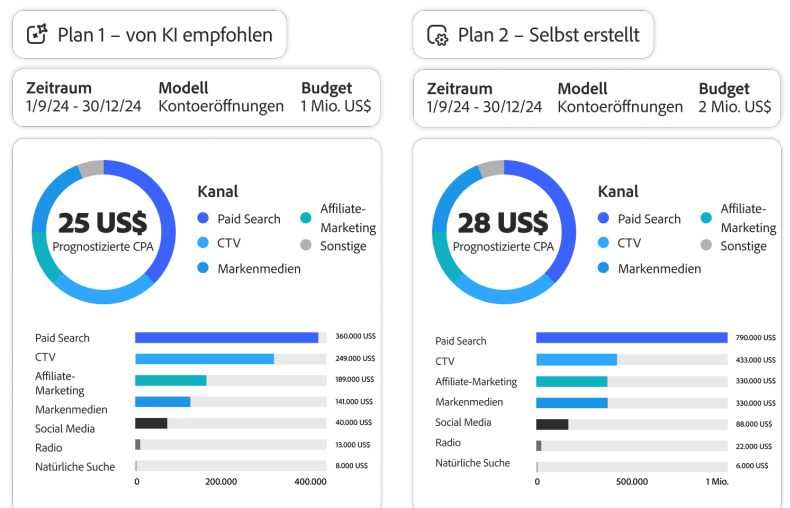 Plan 1 – von KI empfohlen
Zeitraum
1/9/24 - 30/12/24
Modell
Kontoeröffnungen
Budget
1 Mio. US$
25 US$
Prognostizierte CPA
Kanal
Paid Search
CTV
Markenmedien
Affiliate-
Marketing
Sonstige
Paid Search 360.000 US$
CTV 249.000 US$
Affiliate-
Marketing 189.000 US$
Markenmedien 141.000 US$
Social Media 40.000 US$
Radio 13.000 US$
Natürliche Suche 8.000 US$
0 200.000 400.000
Plan 2 – Selbst erstellt
Zeitraum
1/9/24 - 30/12/24
Modell
Kontoeröffnungen
Budget
2 Mio. US$
28 US$
Prognostizierte CPA
Kanal
Paid Search
CTV
Markenmedien
Affiliate-
Marketing
Sonstige
Paid Search 790.000 US$
CTV 433.000 US$
Affiliate-Marketing 330.000 US$
Markenmedien 330.000 US$
Social Media 88.000 US$
Radio 22.000 US$
Natürliche Suche 6.000 US$
0 500.000 1 Mio.